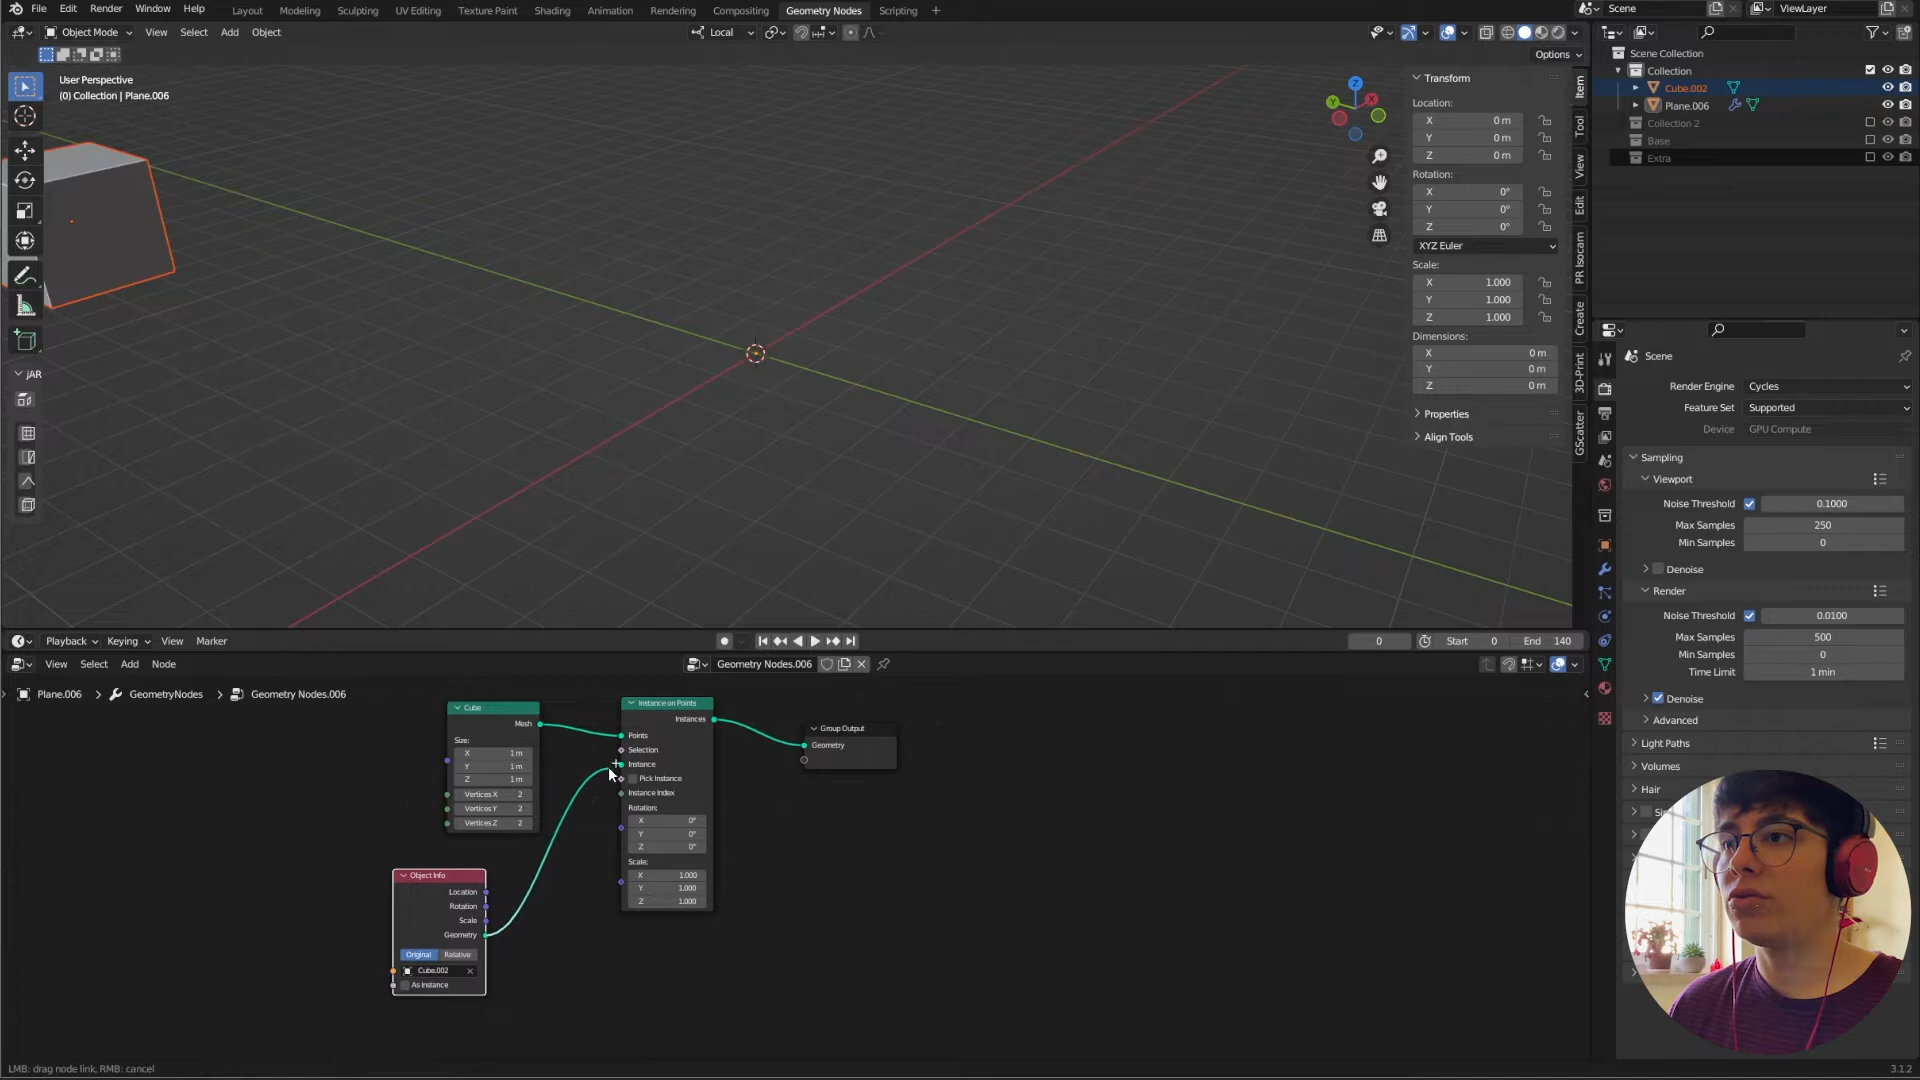 File Edit Render Window Help Layout Modeling Sculpting UV Editing Texture Paint Shading Animation Rendering Compositing Geometry Nodes Scripting + Scene ViewLayer
Object Mode View Select Add Object Local
Options
User Perspective
(0) Collection | Plane.006
jAR
Transform
Location:
X 0 m
Y 0 m
Z 0 m
Rotation:
X 0°
Y 0°
Z 0°
XYZ Euler
Scale:
X 1.000
Y 1.000
Z 1.000
Dimensions:
X 0 m
Y 0 m
Z 0 m
Properties
Align Tools
Item
Tool
View
Edit
PR Isocam
Create
3D-Print
GScatter
Z
Y
X
Scene Collection
Collection
Cube.002
Plane.006
Collection 2
Base
Extra
Scene
Render Engine Cycles
Feature Set Supported
Device GPU Compute
Sampling
Viewport
Noise Threshold 0.1000
Max Samples 250
Min Samples 0
Denoise
Render
Noise Threshold 0.0100
Max Samples 500
Min Samples 0
Time Limit 1 min
Denoise
Advanced
Light Paths
Volumes
Hair
Playback Keying View Marker 0 Start 0 End 140
View Select Add Node Geometry Nodes.006
Plane.006 > GeometryNodes > Geometry Nodes.006
Cube
Mesh
Size:
X 1 m
Y 1 m
Z 1 m
Vertices X 2
Vertices Y 2
Vertices Z 2
Instance on Points
Instances
Points
Selection
Instance
Pick Instance
Instance Index
Rotation:
X 0°
Y 0°
Z 0°
Scale:
X 1.000
Y 1.000
Z 1.000
Group Output
Geometry
Object Info
Location
Rotation
Scale
Geometry
Original Relative
Cube.002
As Instance
LMB: drag node link, RMB: cancel
3.1.2